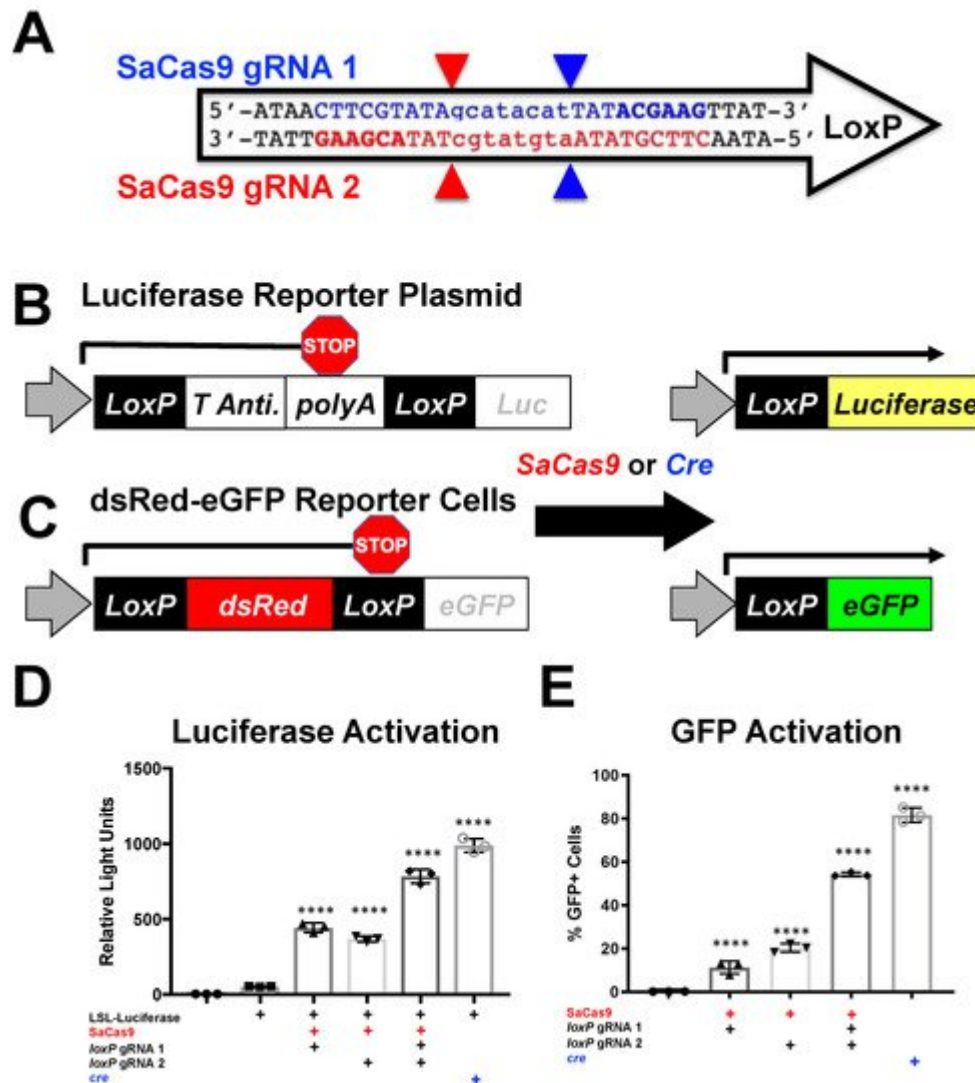 A
SaCas9 gRNA 1
5'-ATAACTTCGTATAgcatacatTATACGAAGTTAT-3'
3'-TATTGAAGCATATcgtatgtaATATGCTTCAATA-5'
LoxP
SaCas9 gRNA 2
B
Luciferase Reporter Plasmid
STOP
LoxP T Anti. polyA LoxP Luc
LoxP Luciferase
SaCas9 or Cre
C
dsRed-eGFP Reporter Cells
STOP
LoxP dsRed LoxP eGFP
LoxP eGFP
D
Luciferase Activation
Relative Light Units
1500
1000
500
0
**** **** **** ****
LSL-Luciferase + + + + +
SaCas9 + + +
loxP gRNA 1 + +
loxP gRNA 2 + +
cre +
E
GFP Activation
% GFP+ Cells
100
80
60
40
20
0
**** **** **** ****
SaCas9 + + +
loxP gRNA 1 + +
loxP gRNA 2 + +
cre +